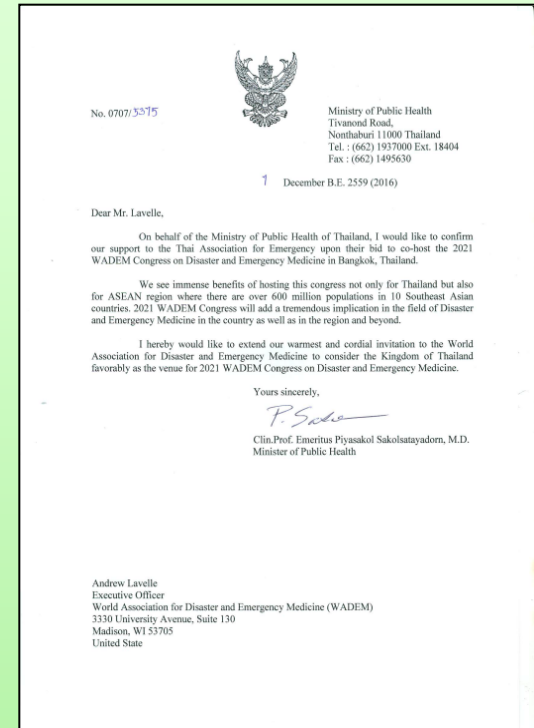 No. 0707/5375
Ministry of Public Health
Tivanond Road,
Nonthaburi 11000 Thailand
Tel. : (662) 1937000 Ext. 18404
Fax : (662) 1495630
1 December B.E. 2559 (2016)
Dear Mr. Lavelle,
On behalf of the Ministry of Public Health of Thailand, I would like to confirm
our support to the Thai Association for Emergency upon their bid to co-host the 2021
WADEM Congress on Disaster and Emergency Medicine in Bangkok, Thailand.
We see immense benefits of hosting this congress not only for Thailand but also
for ASEAN region where there are over 600 million populations in 10 Southeast Asian
countries. 2021 WADEM Congress will add a tremendous implication in the field of Disaster
and Emergency Medicine in the country as well as in the region and beyond.
I hereby would like to extend our warmest and cordial invitation to the World
Association for Disaster and Emergency Medicine to consider the Kingdom of Thailand
favorably as the venue for 2021 WADEM Congress on Disaster and Emergency Medicine.
Yours sincerely,
Clin.Prof. Emeritus Piyasakol Sakolsatayadorn, M.D.
Minister of Public Health
Andrew Lavelle
Executive Officer
World Association for Disaster and Emergency Medicine (WADEM)
3330 University Avenue, Suite 130
Madison, WI 53705
United State